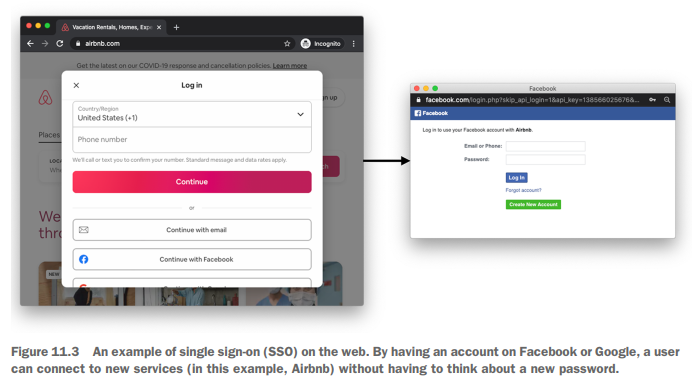 Vacation Rentals, Homes, Exp
airbnb.com
Incognito
Get the latest on our COVID-19 response and cancellation policies. Learn more
Log in
gn up
Country/Region
United States (+1)
Phone number
Places
We'll call or text you to confirm your number. Standard message and data rates apply.
LOC
Continue
We
thr
or
Continue with email
Continue with Facebook
NEW
Facebook
facebook.com/login.php?skip_api_login=1&api_key=138566025676&...
Facebook
Log in to use your Facebook account with Airbnb.
Email or Phone:
Password:
Log In
Forgot account?
Create New Account
Figure 11.3 An example of single sign-on (SSO) on the web. By having an account on Facebook or Google, a user
can connect to new services (in this example, Airbnb) without having to think about a new password.